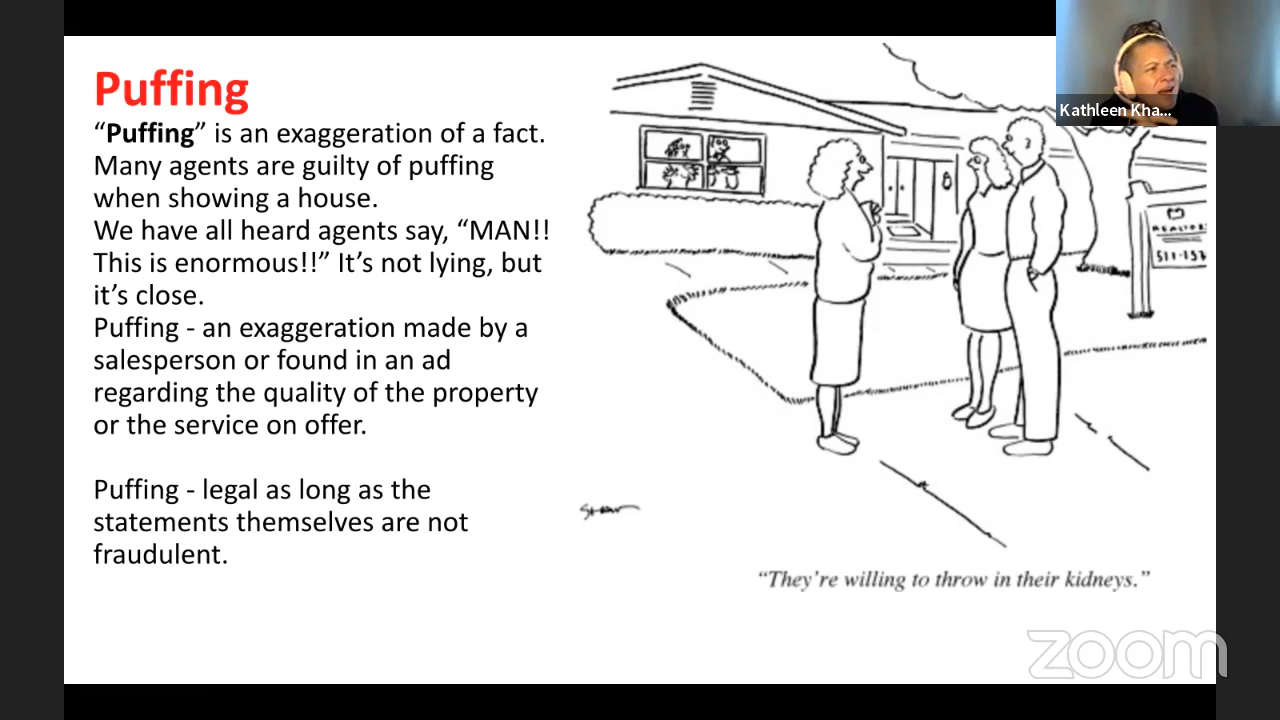 Puffing
“Puffing” is an exaggeration of a fact.
Many agents are guilty of puffing
when showing a house.
We have all heard agents say, “MAN!!
This is enormous!!” It’s not lying, but
it’s close.
Puffing - an exaggeration made by a
salesperson or found in an ad
regarding the quality of the property
or the service on offer.
Puffing - legal as long as the
statements themselves are not
fraudulent.
Kathleen Kha...
“They’re willing to throw in their kidneys.”
zoom